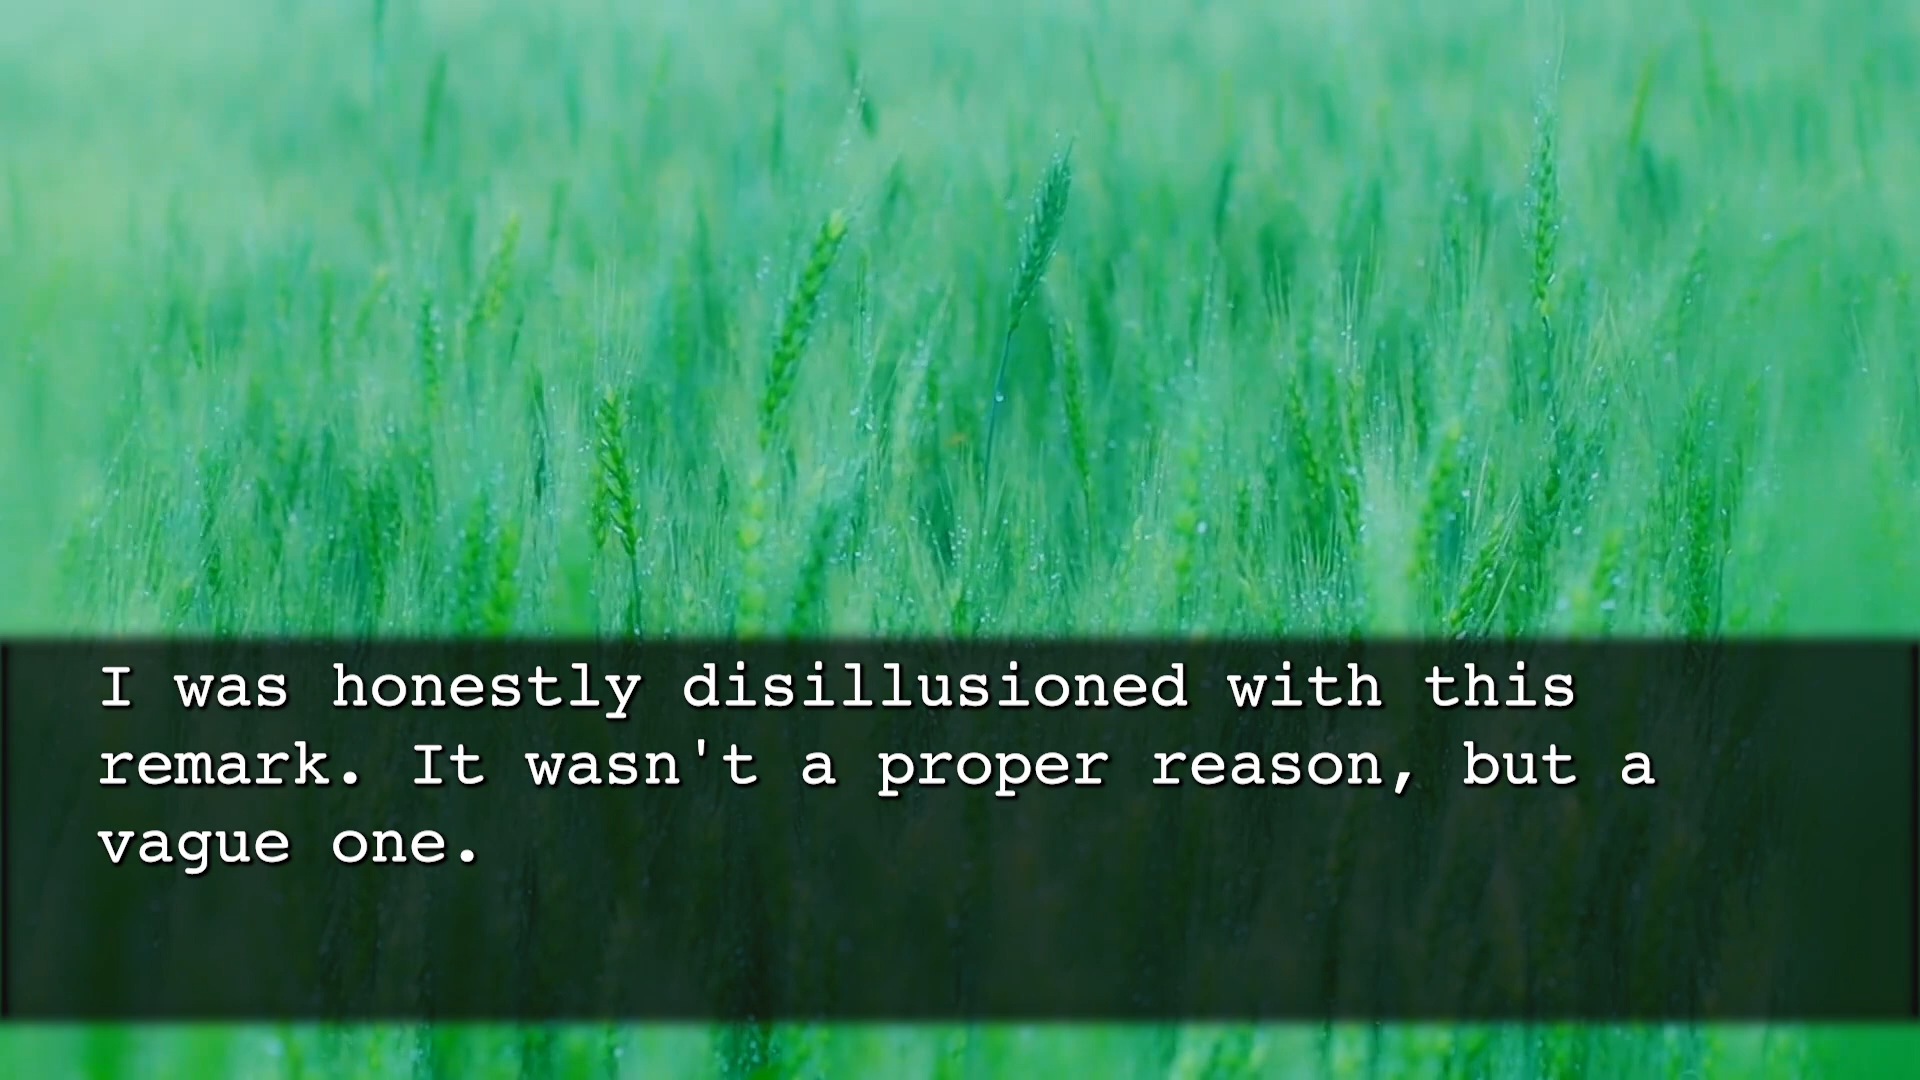 I was honestly disillusioned with this
remark. It wasn't a proper reason, but a
vague one.